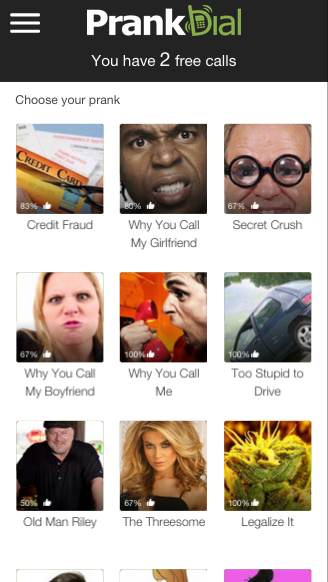 PrankDial
You have 2 free calls
Choose your prank
83%
80%
67%
Credit Fraud
Why You Call
My Girlfriend
Secret Crush
67%
100%
100%
Why You Call
My Boyfriend
Why You Call
Me
Too Stupid to
Drive
50%
67%
100%
Old Man Riley
The Threesome
Legalize It
CREDIT CARD